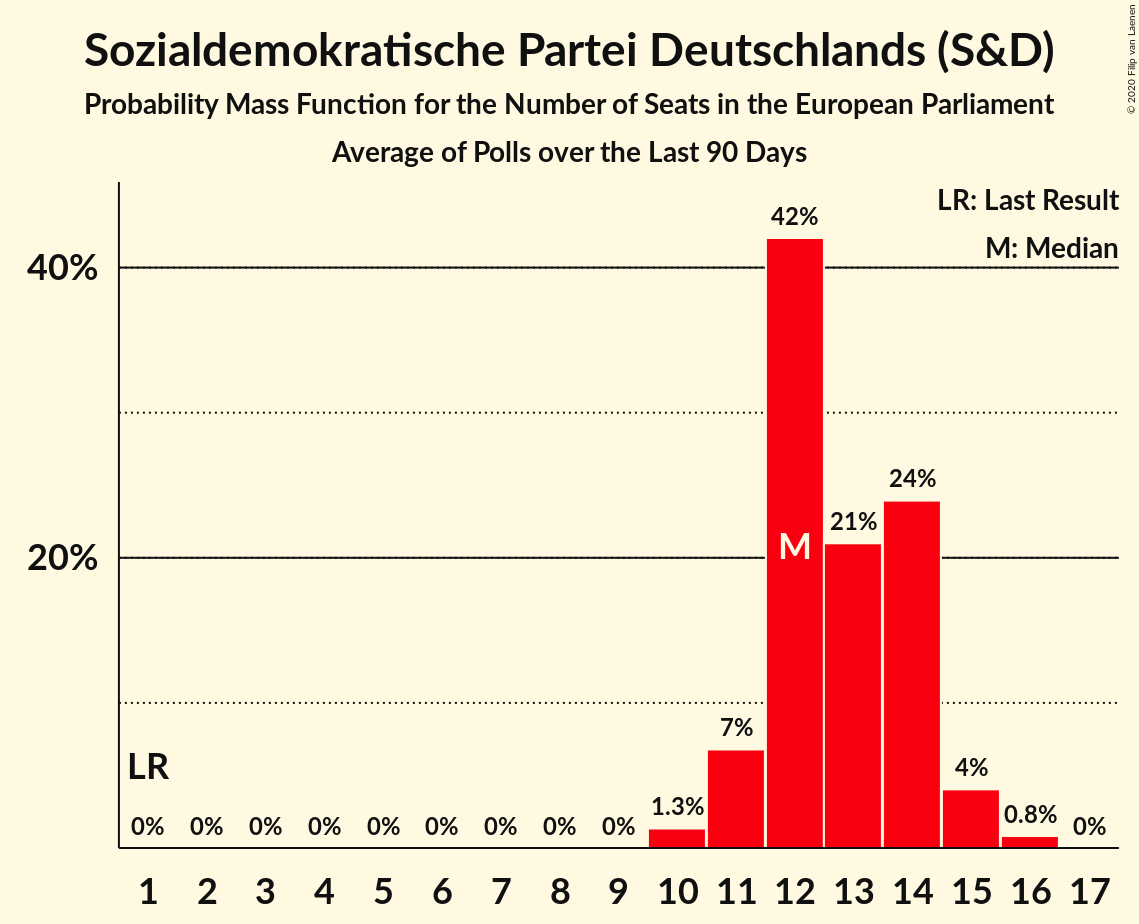 Sozialdemokratische Partei Deutschlands (S&D)
Probability Mass Function for the Number of Seats in the European Parliament
Average of Polls over the Last 90 Days
© 2020 Filip van Laenen
LR: Last Result
M: Median
42%
40%
24%
21%
M
20%
7%
LR
4%
1.3%
0.8%
0% 0% 0% 0% 0% 0% 0% 0% 0% 0%
1 2 3 4 5 6 7 8 9 10 11 12 13 14 15 16 17